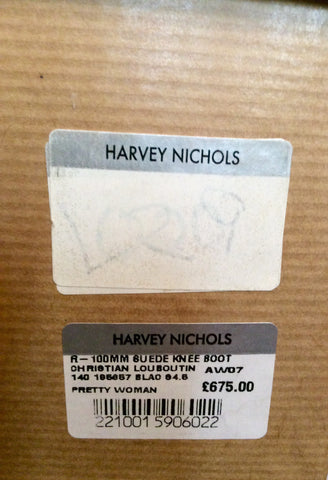 HARVEY NICHOLS
HARVEY NICHOLS
R-100MM SUEDE KNEE BOOT
CHRISTIAN LOUBOUTIN AW07
140 195657 BLAC 34.5
PRETTY WOMAN £675.00
221001 5906022